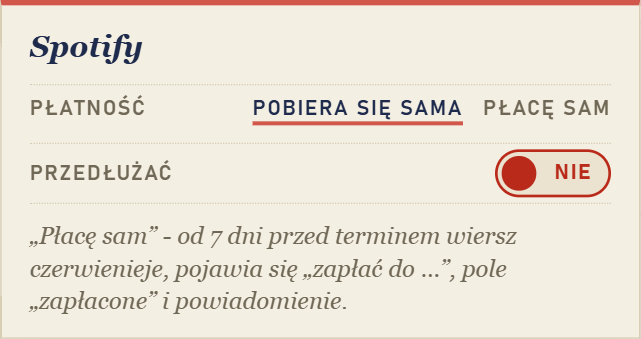 Spotify
PŁATNOŚĆ POBIERA SIĘ SAMA PŁACĘ SAM
PRZEDŁUŻAĆ NIE
„Płacę sam” - od 7 dni przed terminem wiersz
czerwienieje, pojawia się „zapłać do ...”, pole
„zapłacone” i powiadomienie.